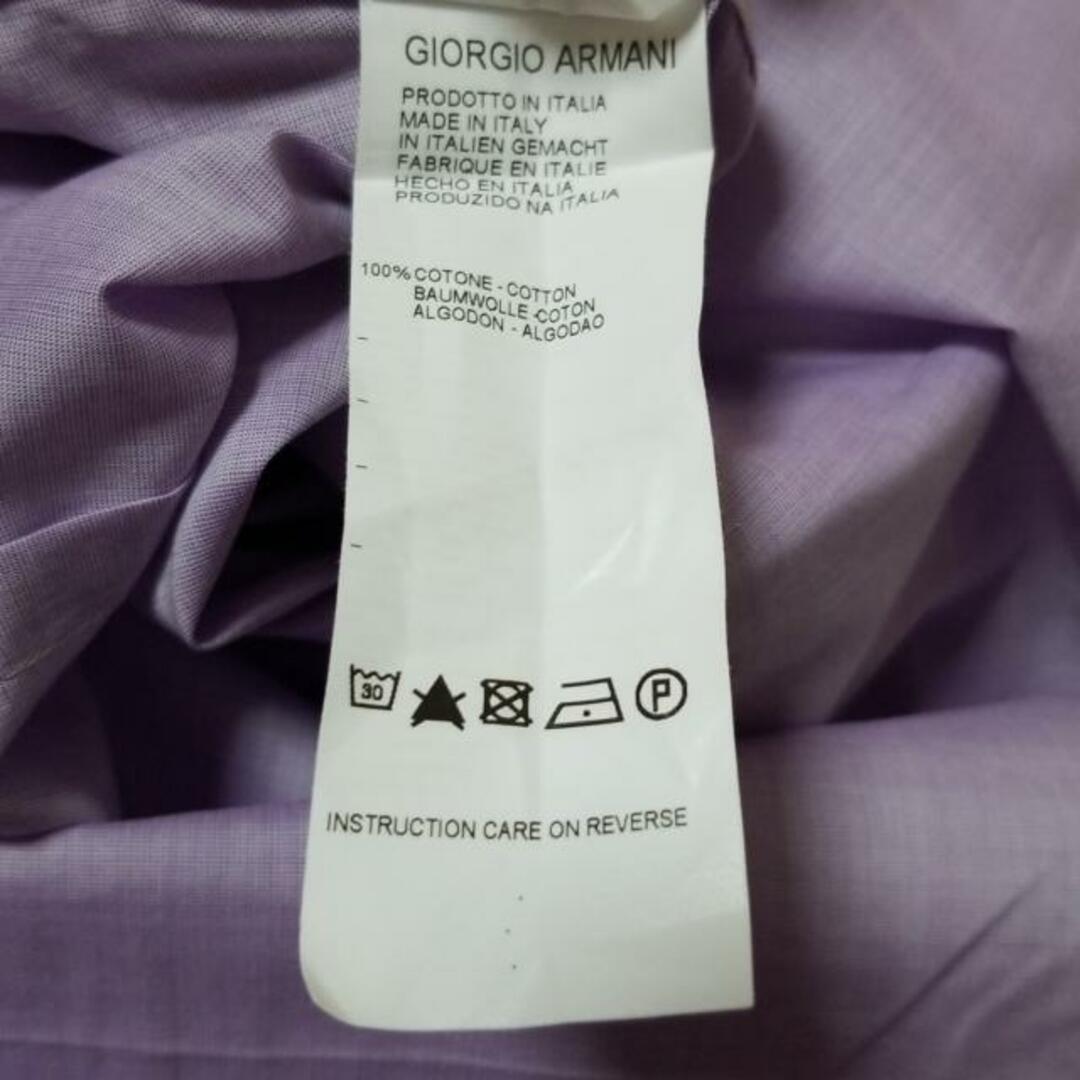 GIORGIO ARMANI
PRODOTTO IN ITALIA
MADE IN ITALY
IN ITALIEN GEMACHT
FABRIQUE EN ITALIE
HECHO EN ITALIA
PRODUZIDO NA ITALIA
100% COTONE - COTTON
BAUMWOLLE - COTON
ALGODON - ALGODAO
30
P
INSTRUCTION CARE ON REVERSE